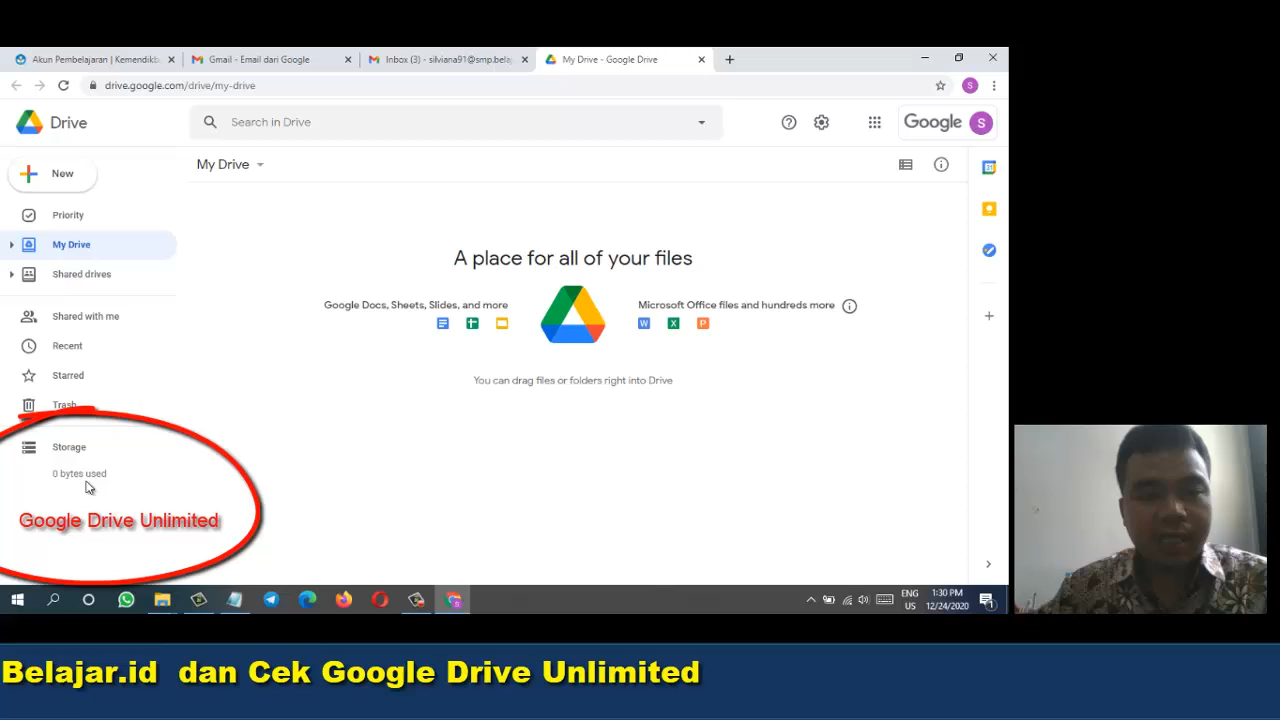 Akun Pembelajaran | Kemendikb
Gmail - Email dari Google
Inbox (3) - silviana91@smp.bela
My Drive - Google Drive
drive.google.com/drive/my-drive
S
Drive
Search in Drive
Google
S
New
My Drive
31
Priority
My Drive
Shared drives
A place for all of your files
Google Docs, Sheets, Slides, and more
Microsoft Office files and hundreds more
W X P
Shared with me
Recent
Starred
You can drag files or folders right into Drive
Trash
Storage
0 bytes used
Google Drive Unlimited
ENG
US
1:30 PM
12/24/2020
1
Belajar.id dan Cek Google Drive Unlimited